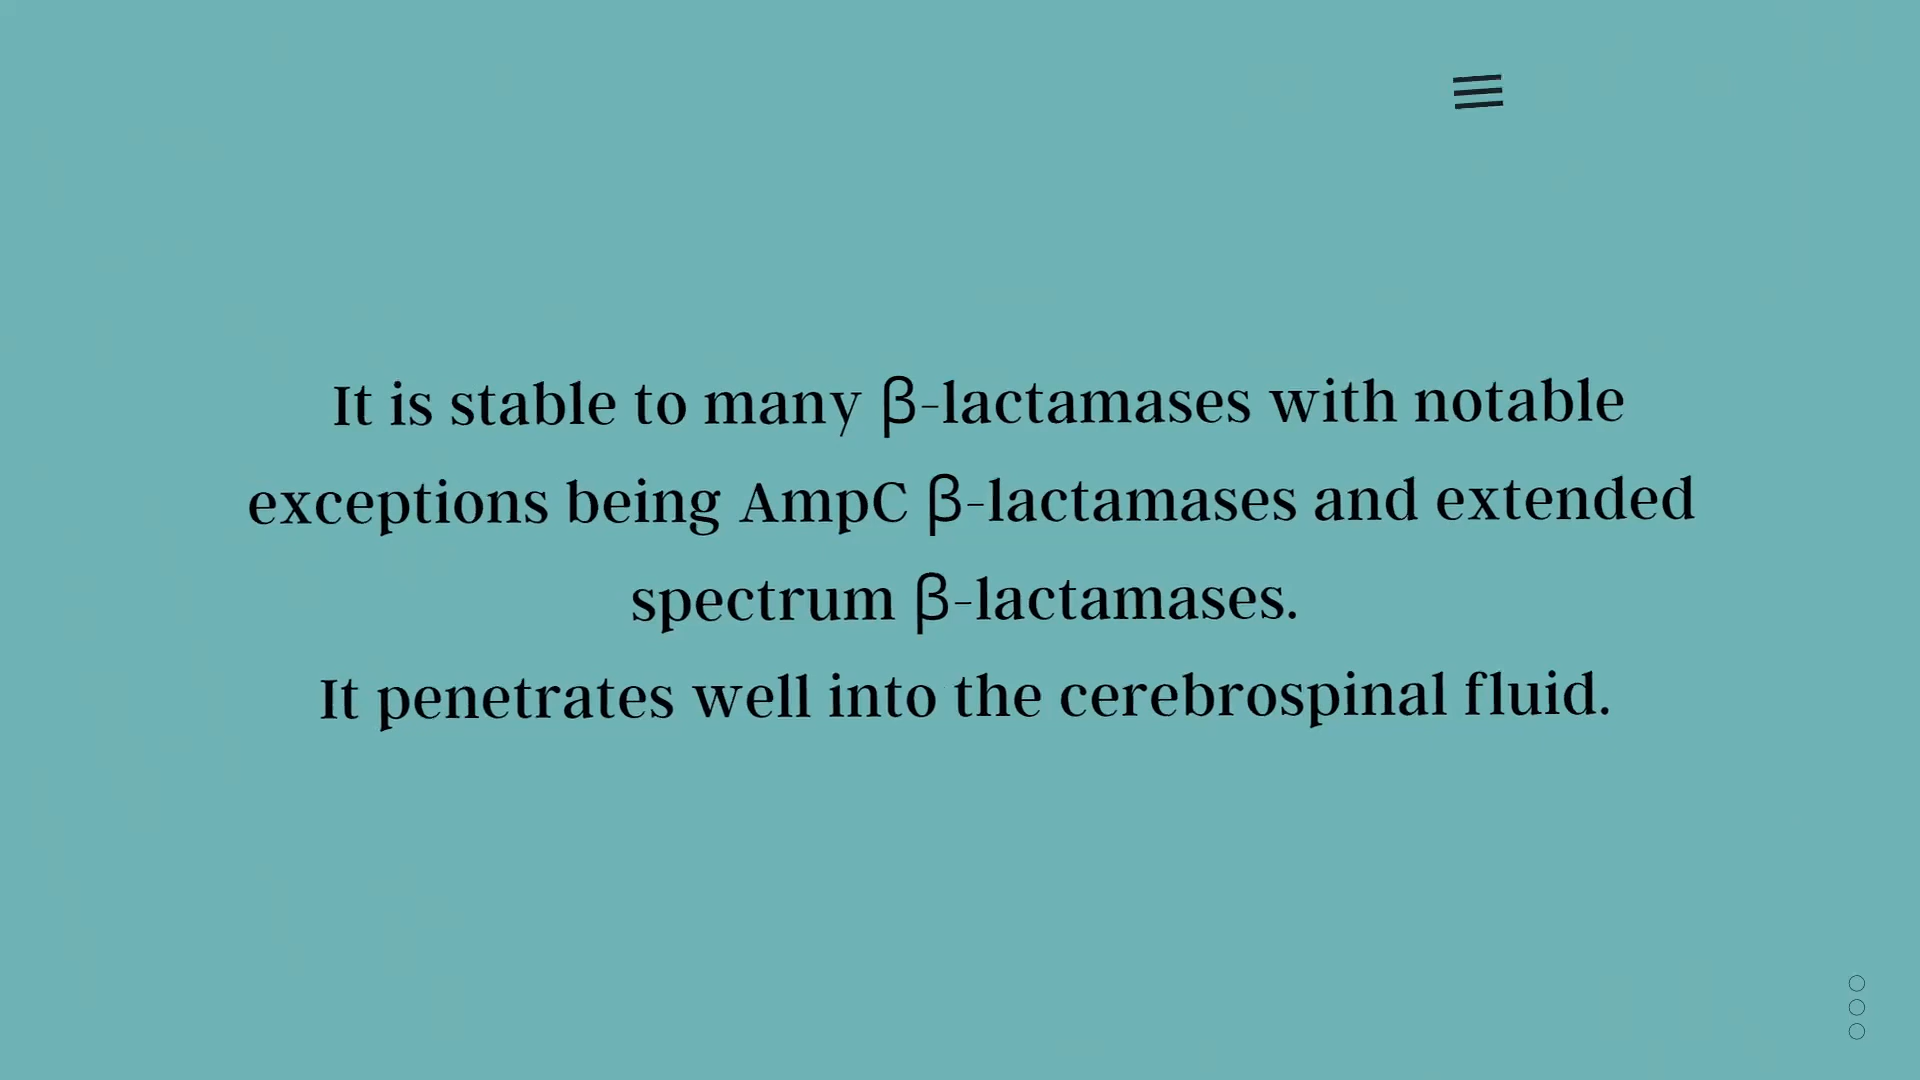 It is stable to many β-lactamases with notable
exceptions being AmpC β-lactamases and extended
spectrum β-lactamases.
It penetrates well into the cerebrospinal fluid.